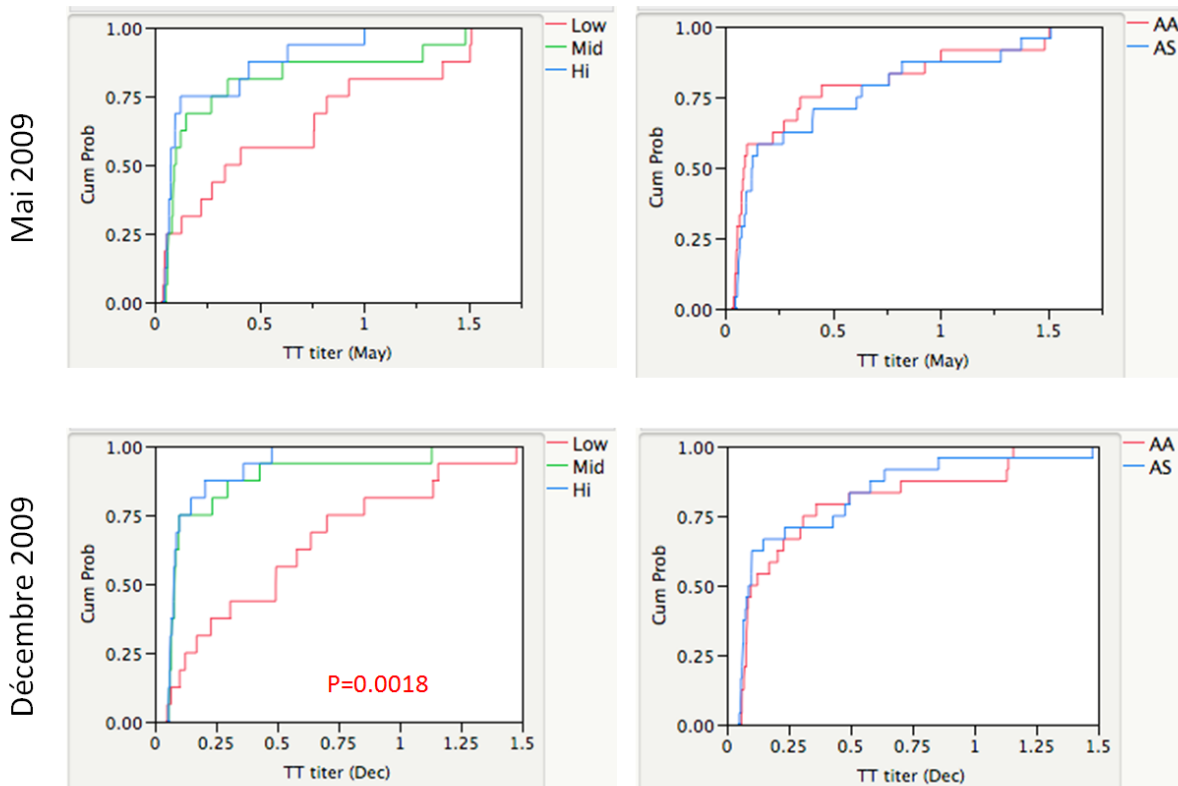 Mai 2009
1.00
0.75
0.50
0.25
0.00
Cum Prob
0 0.5 1 1.5
TT titer (May)
Low
Mid
Hi
1.00
0.75
0.50
0.25
0.00
Cum Prob
0 0.5 1 1.5
TT titer (May)
AA
AS
Décembre 2009
1.00
0.75
0.50
0.25
0.00
Cum Prob
P=0.0018
0 0.25 0.5 0.75 1 1.25 1.5
TT titer (Dec)
Low
Mid
Hi
1.00
0.75
0.50
0.25
0.00
Cum Prob
0 0.25 0.5 0.75 1 1.25 1.5
TT titer (Dec)
AA
AS